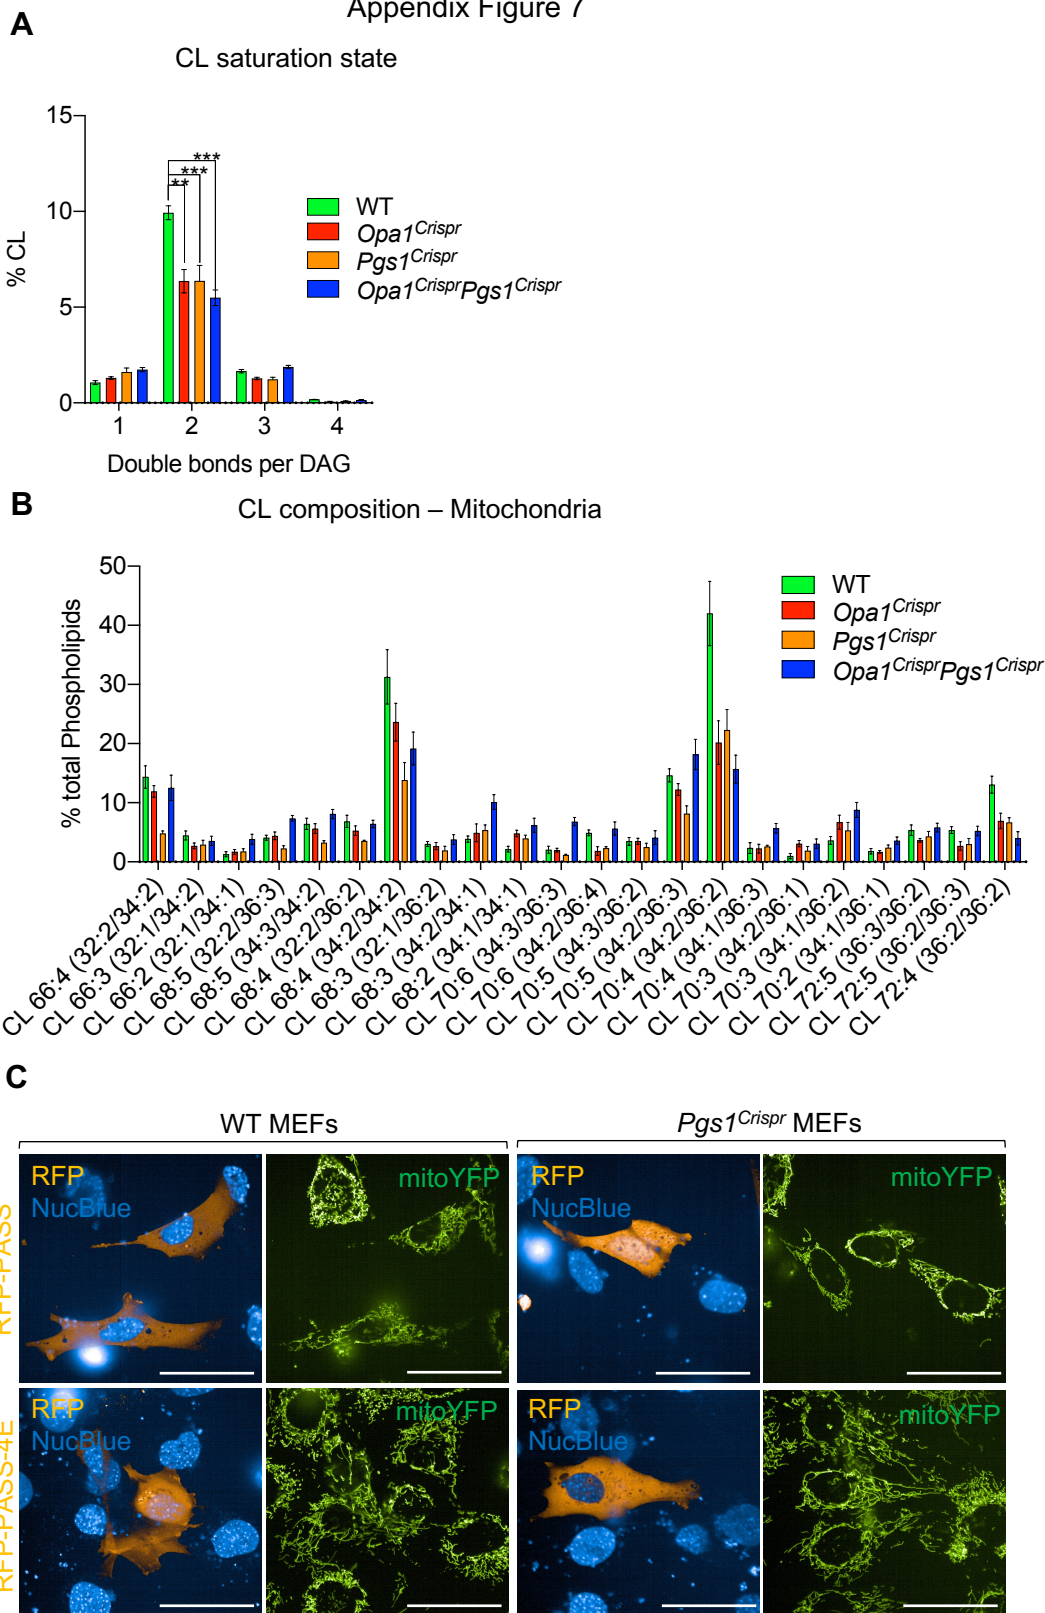 Appendix Figure 7
A
CL saturation state
15
10
5
0
% CL
**
***
***
WT
Opa1Crispr
Pgs1Crispr
Opa1CrisprPgs1Crispr
1 2 3 4
Double bonds per DAG
B
CL composition – Mitochondria
50
40
30
20
10
0
% total Phospholipids
WT
Opa1Crispr
Pgs1Crispr
Opa1CrisprPgs1Crispr
CL 66:4 (32:2/34:2)
CL 66:3 (32:1/34:2)
CL 66:2 (32:1/34:1)
CL 68:5 (32:2/36:3)
CL 68:5 (34:3/34:2)
CL 68:4 (32:2/36:2)
CL 68:4 (34:2/34:2)
CL 68:3 (32:1/36:2)
CL 68:3 (34:2/34:1)
CL 68:2 (34:1/34:1)
CL 70:6 (34:3/36:3)
CL 70:6 (34:2/36:4)
CL 70:5 (34:3/36:2)
CL 70:5 (34:2/36:3)
CL 70:4 (34:2/36:2)
CL 70:4 (34:1/36:3)
CL 70:3 (34:2/36:1)
CL 70:3 (34:1/36:2)
CL 70:2 (34:1/36:1)
CL 72:5 (36:3/36:2)
CL 72:5 (36:2/36:3)
CL 72:4 (36:2/36:2)
C
WT MEFs
Pgs1Crispr MEFs
RFP-PASS
RFP
NucBlue
mitoYFP
RFP
NucBlue
mitoYFP
RFP-PASS-4E
RFP
NucBlue
mitoYFP
RFP
NucBlue
mitoYFP